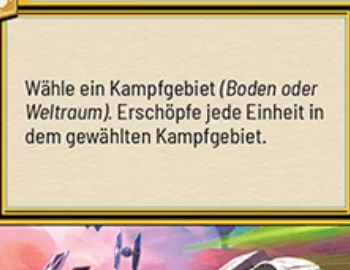 Wähle ein Kampfgebiet (Boden oder
Weltraum). Erschöpfe jede Einheit in
dem gewählten Kampfgebiet.